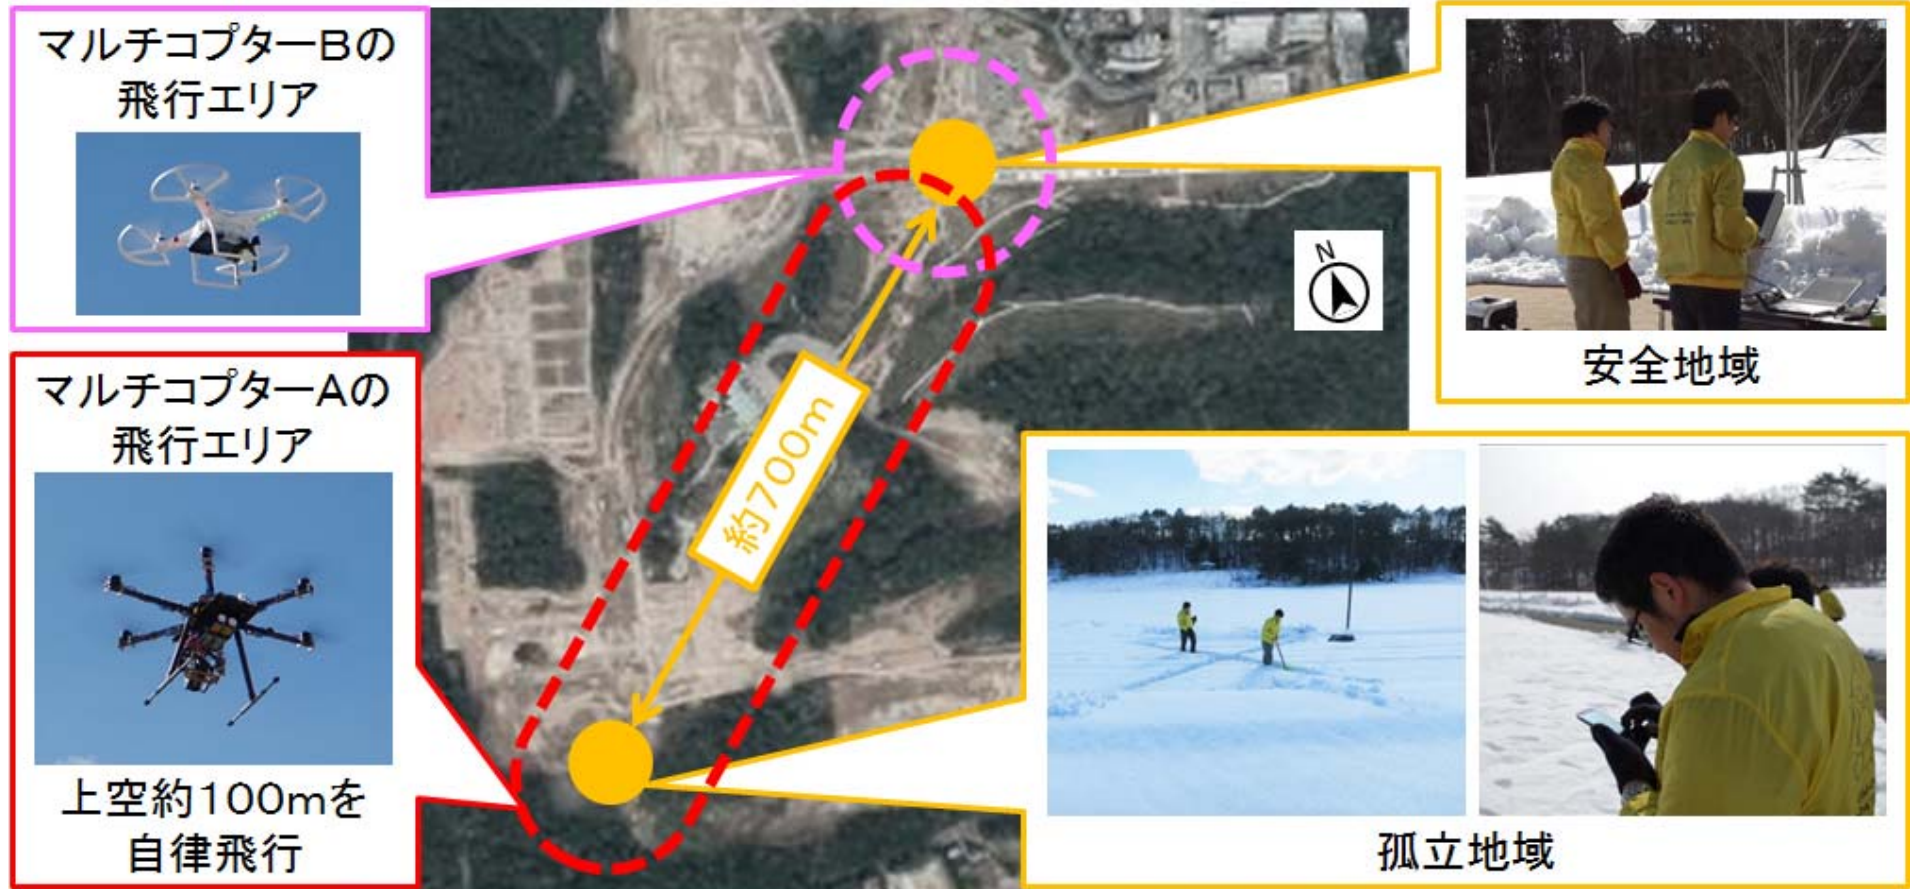 マルチコプターBの
飛行エリア
マルチコプターAの
飛行エリア
上空約100mを
自律飛行
約700m
N
安全地域
孤立地域